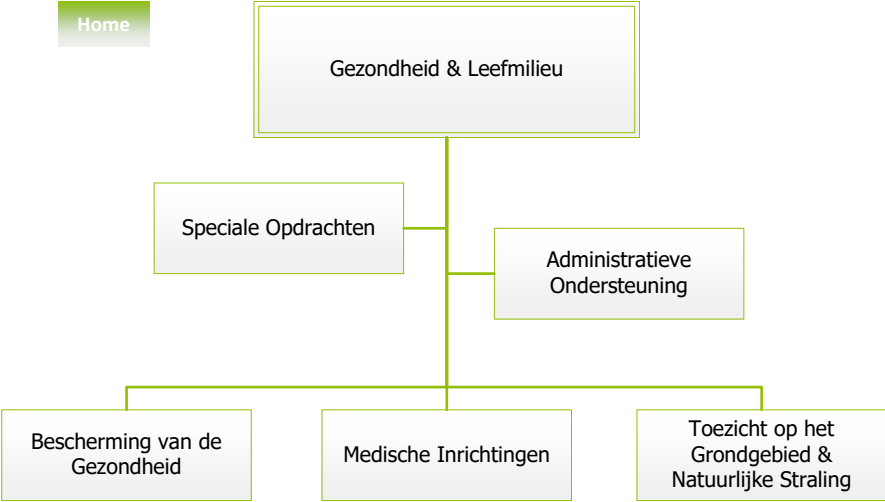 Home
Gezondheid & Leefmilieu
Speciale Opdrachten
Administratieve
Ondersteuning
Bescherming van de
Gezondheid
Medische Inrichtingen
Toezicht op het
Grondgebied &
Natuurlijke Straling